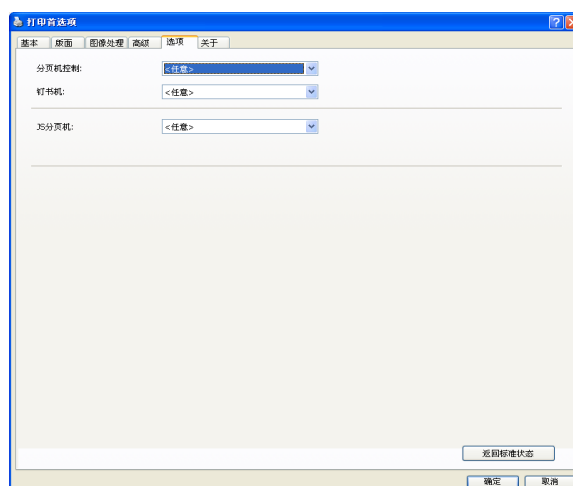 打印首选项
基本 版面 图像处理 高级 选项 关于
分页机控制: <任意>
钉书机: <任意>
JS分页机: <任意>
返回标准状态
确定 取消